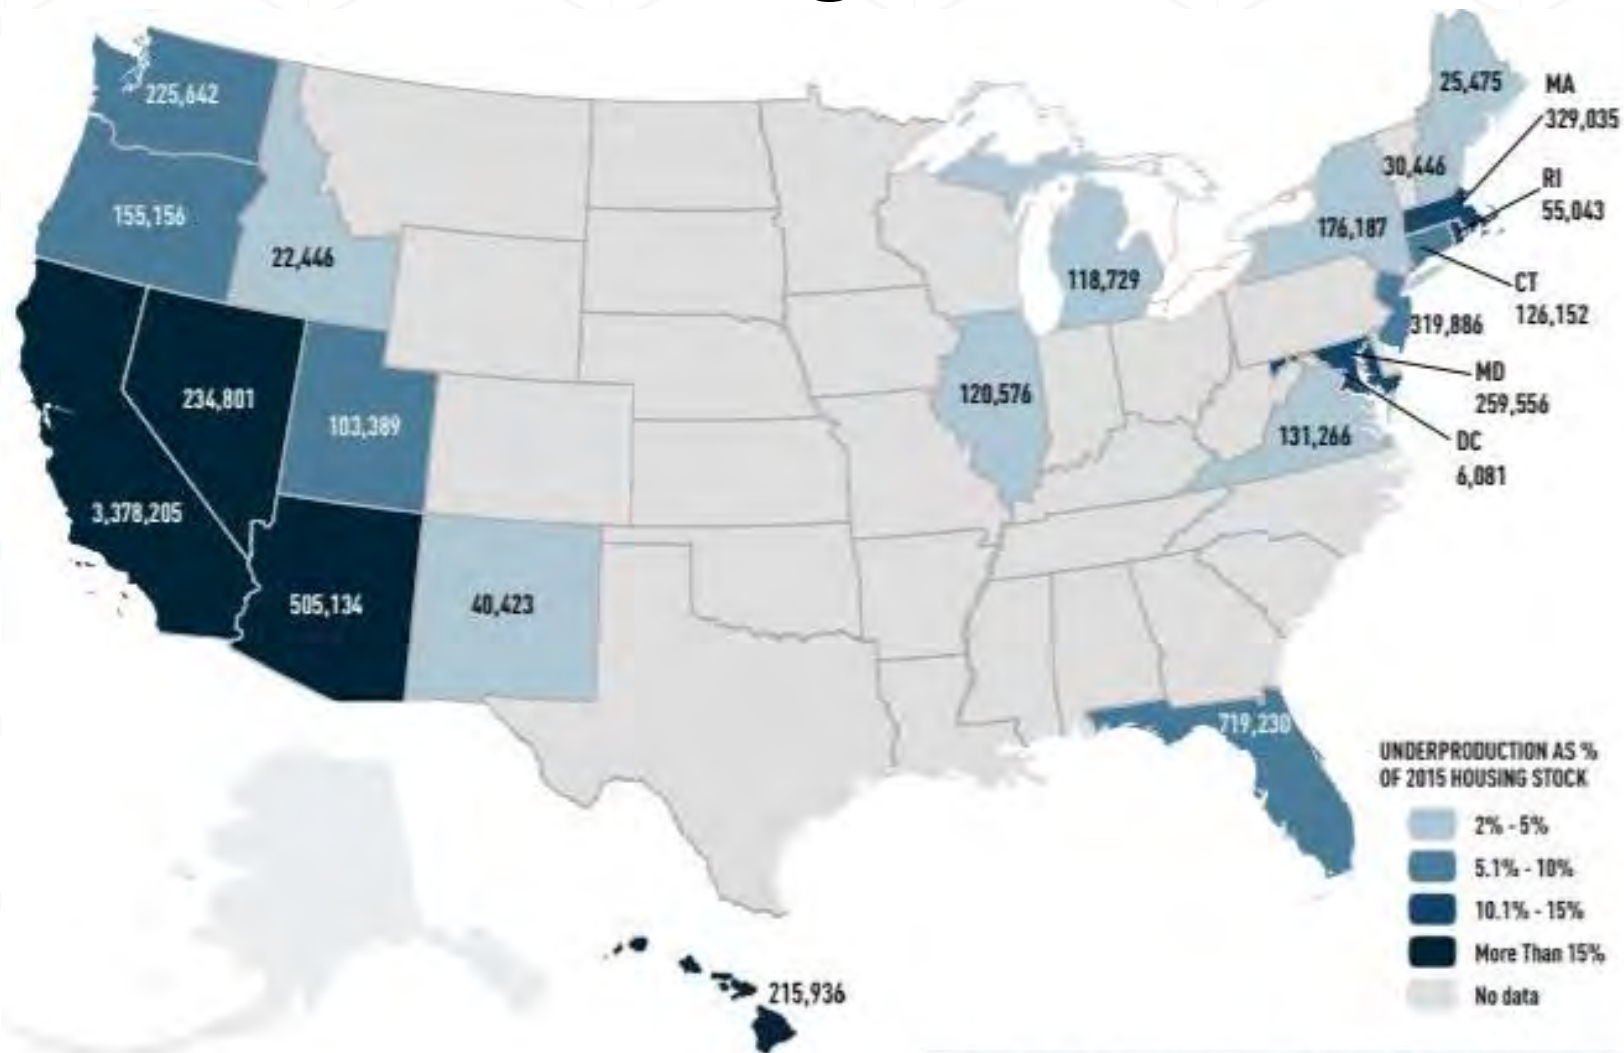 225,642
25,475
MA
329,035
30,446
RI
55,043
155,156
176,187
22,446
118,729
CT
126,152
319,886
234,801
120,576
MD
259,556
103,389
131,266
DC
6,081
3,378,205
505,134
40,423
719,230
UNDERPRODUCTION AS %
OF 2015 HOUSING STOCK
2% - 5%
5.1% - 10%
10.1% - 15%
More Than 15%
No data
215,936